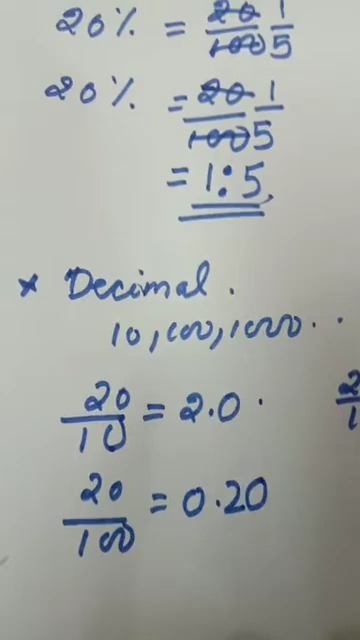 20% = 20/100 1/5
20% = 20/100 1/5
= 1:5
* Decimal.
10, 100, 1000..
20/10 = 2.0.
20/100 = 0.20